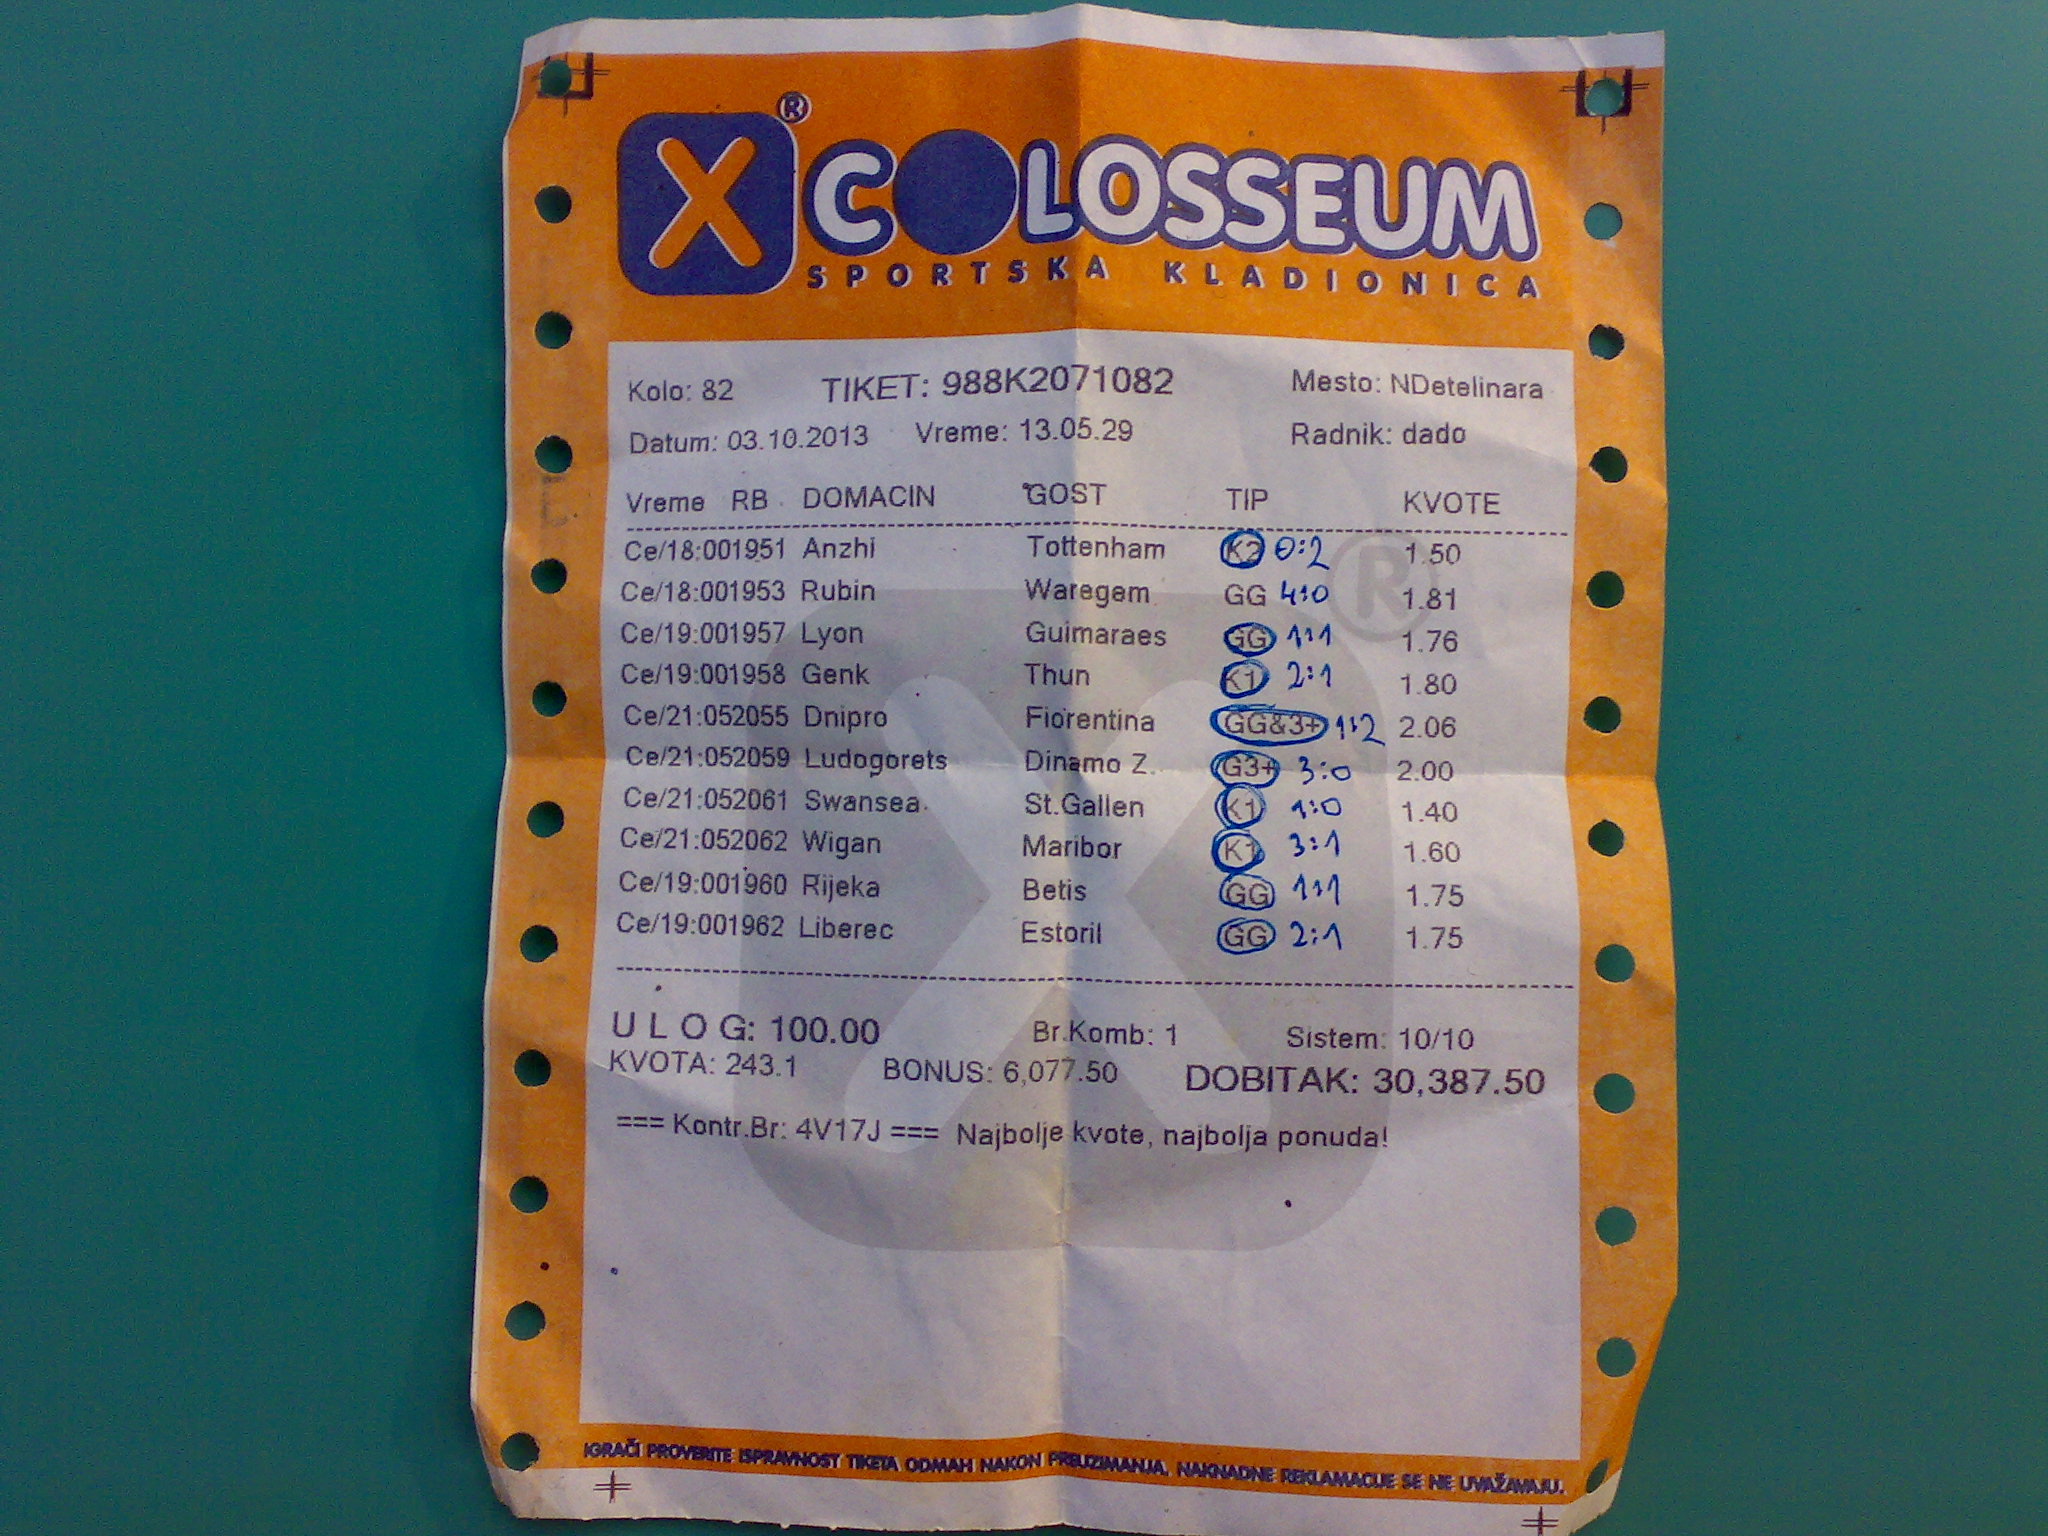 X® COLOSSEUM
SPORTSKA KLADIONICA
Kolo: 82 TIKET: 988K2071082 Mesto: NDetelinara
Datum: 03.10.2013 Vreme: 13.05.29 Radnik: dado
Vreme RB DOMACIN GOST TIP KVOTE
Ce/18:001951 Anzhi Tottenham K2 0:2 1.50
Ce/18:001953 Rubin Waregem GG 4:0 1.81
Ce/19:001957 Lyon Guimaraes GG 1:1 1.76
Ce/19:001958 Genk Thun K1 2:1 1.80
Ce/21:052055 Dnipro Fiorentina GG&3+ 1:2 2.06
Ce/21:052059 Ludogorets Dinamo Z. G3+ 3:0 2.00
Ce/21:052061 Swansea St.Gallen K1 1:0 1.40
Ce/21:052062 Wigan Maribor K1 3:1 1.60
Ce/19:001960 Rijeka Betis GG 1:1 1.75
Ce/19:001962 Liberec Estoril GG 2:1 1.75
U L O G: 100.00 Br.Komb: 1 Sistem: 10/10
KVOTA: 243.1 BONUS: 6,077.50 DOBITAK: 30,387.50
=== Kontr.Br: 4V17J === Najbolje kvote, najbolja ponuda!
IGRAČI PROVERITE ISPRAVNOST TIKETA ODMAH NAKON PREUZIMANJA. NAKNADNE REKLAMACIJE SE NE UVAŽAVAJU.